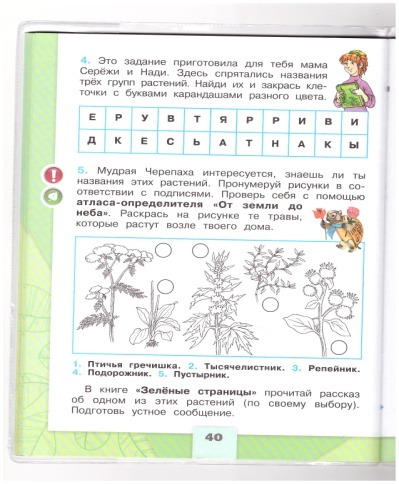 4. Это задание приготовила для тебя мама
Серёжи и Нади. Здесь спрятались названия
трёх групп растений. Найди их и закрась кле-
точки с буквами карандашами разного цвета.
Е Р У В Т Я Р Р И В И
Д К Е С Ь А Т Н А К Ы
5. Мудрая Черепаха интересуется, знаешь ли ты
названия этих растений. Пронумеруй рисунки в со-
ответствии с подписями. Проверь себя с помощью
атласа-определителя «От земли до
неба». Раскрась на рисунке те травы,
которые растут возле твоего дома.
1. Птичья гречишка. 2. Тысячелистник. 3. Репейник.
4. Подорожник. 5. Пустырник.
В книге «Зелёные страницы» прочитай рассказ
об одном из этих растений (по своему выбору).
Подготовь устное сообщение.
40